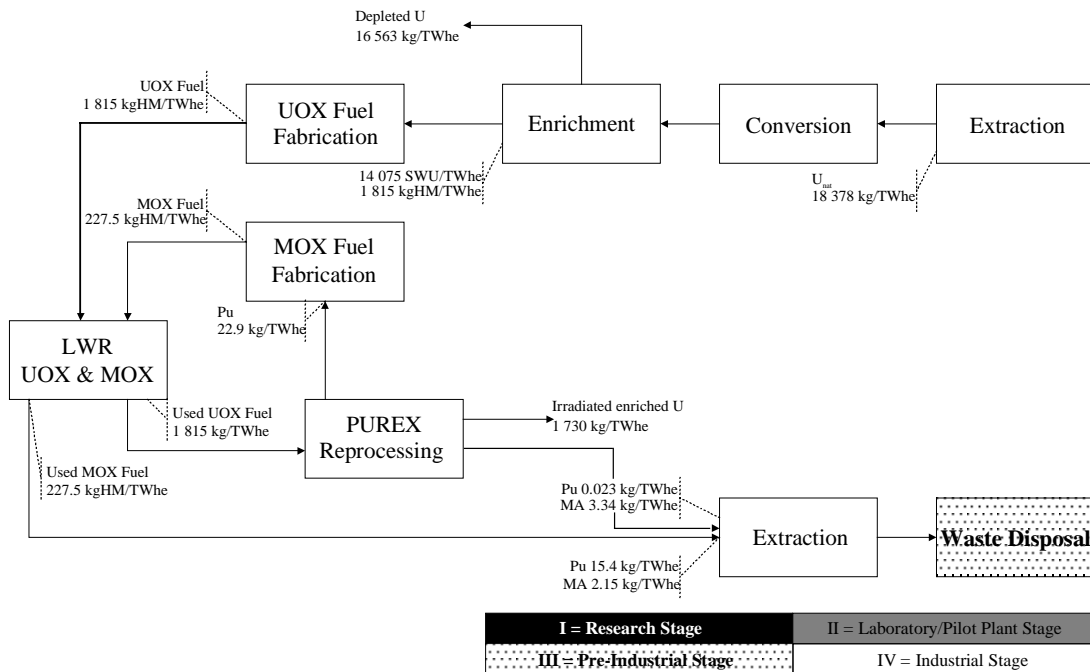 Depleted U
16 563 kg/TWhe
UOX Fuel
1 815 kgHM/TWhe
UOX Fuel
Fabrication
Enrichment
Conversion
Extraction
14 075 SWU/TWhe
1 815 kgHM/TWhe
Unat
18 378 kg/TWhe
MOX Fuel
227.5 kgHM/TWhe
MOX Fuel
Fabrication
Pu
22.9 kg/TWhe
LWR
UOX & MOX
Used UOX Fuel
1 815 kg/TWhe
PUREX
Reprocessing
Irradiated enriched U
1 730 kg/TWhe
Used MOX Fuel
227.5 kgHM/TWhe
Pu 0.023 kg/TWhe
MA 3.34 kg/TWhe
Extraction
Waste Disposal
Pu 15.4 kg/TWhe
MA 2.15 kg/TWhe
I = Research Stage
II = Laboratory/Pilot Plant Stage
III = Pre-Industrial Stage
IV = Industrial Stage